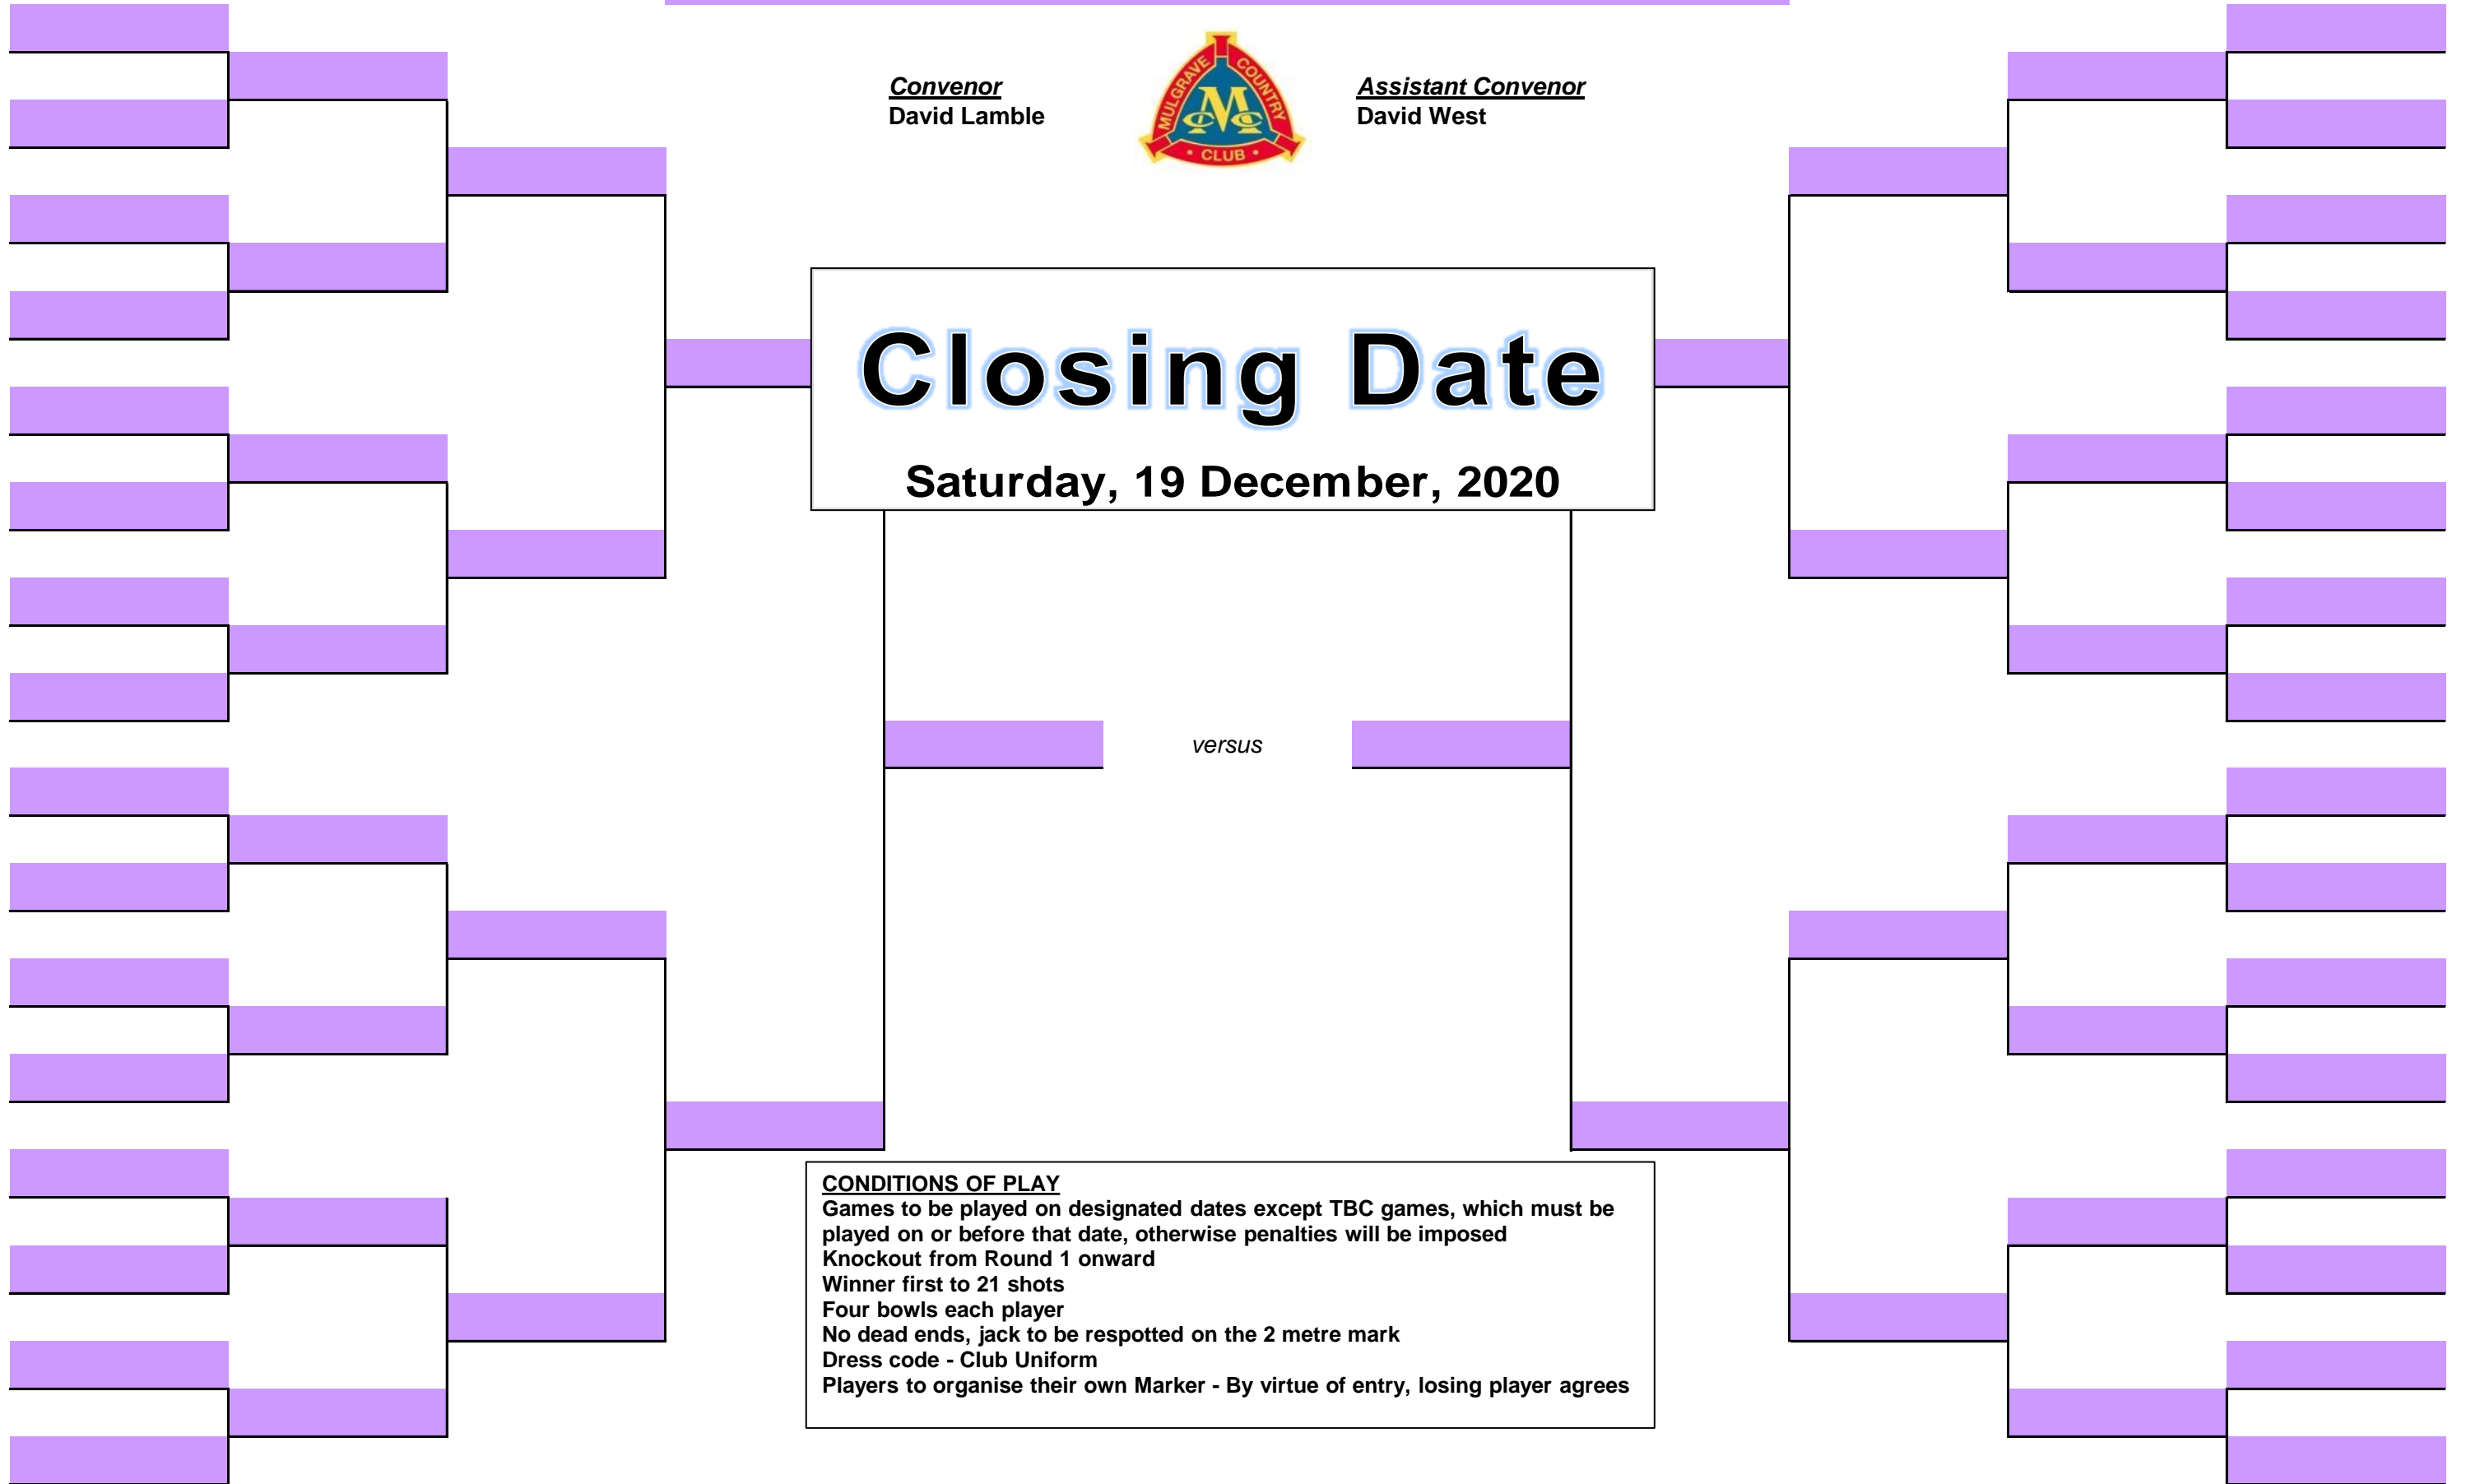 Convenor
David Lamble
MULGRAVE COUNTRY
MCC
CLUB
Assistant Convenor
David West
Closing Date
Saturday, 19 December, 2020
versus
CONDITIONS OF PLAY
Games to be played on designated dates except TBC games, which must be
played on or before that date, otherwise penalties will be imposed
Knockout from Round 1 onward
Winner first to 21 shots
Four bowls each player
No dead ends, jack to be respotted on the 2 metre mark
Dress code - Club Uniform
Players to organise their own Marker - By virtue of entry, losing player agrees